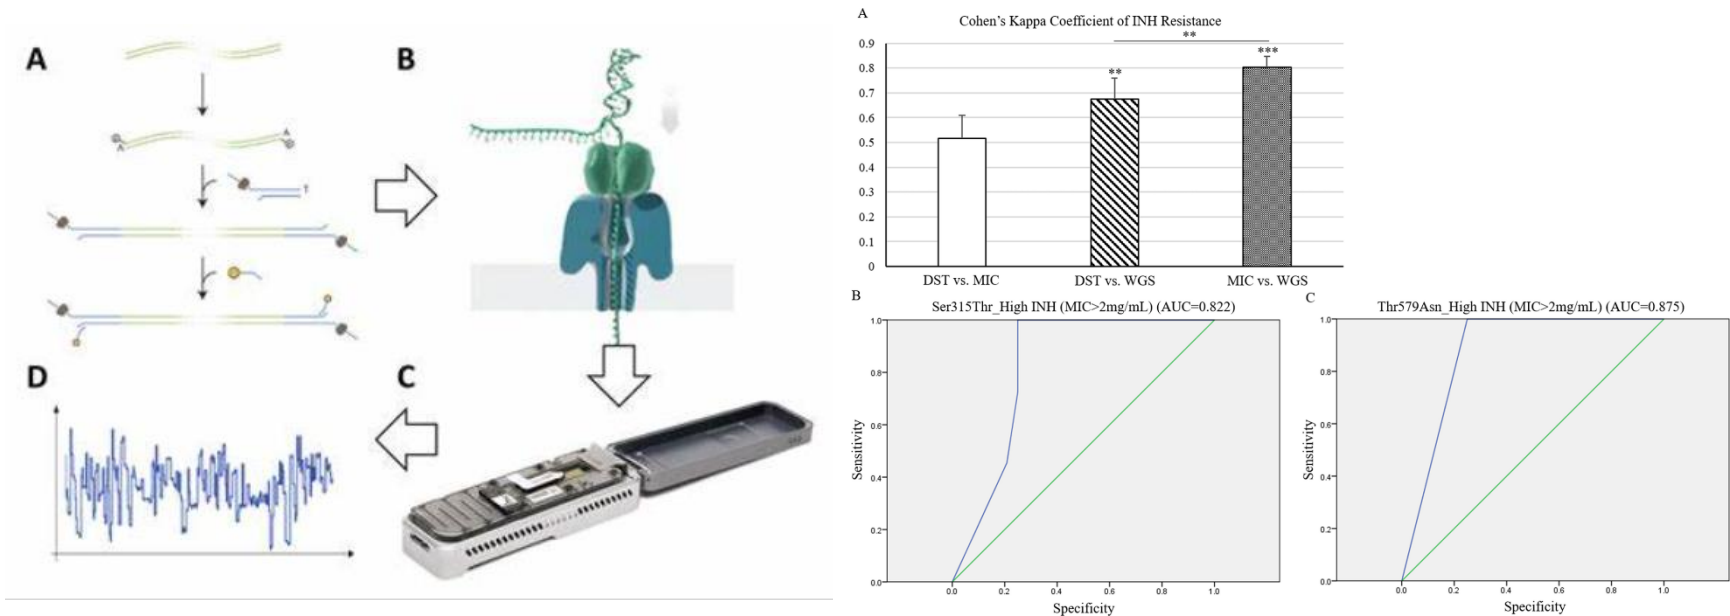 A
B
A
A
T
D
C
A
Cohen's Kappa Coefficient of INH Resistance
**
***
**
0.9
0.8
0.7
0.6
0.5
0.4
0.3
0.2
0.1
0
DST vs. MIC
DST vs. WGS
MIC vs. WGS
B
Ser315Thr_High INH (MIC>2mg/mL) (AUC=0.822)
1.0
0.8
0.6
0.4
0.2
0.0
Sensitivity
0.0 0.2 0.4 0.6 0.8 1.0
Specificity
C
Thr579Asn_High INH (MIC>2mg/mL) (AUC=0.875)
1.0
0.8
0.6
0.4
0.2
0.0
Sensitivity
0.0 0.2 0.4 0.6 0.8 1.0
Specificity